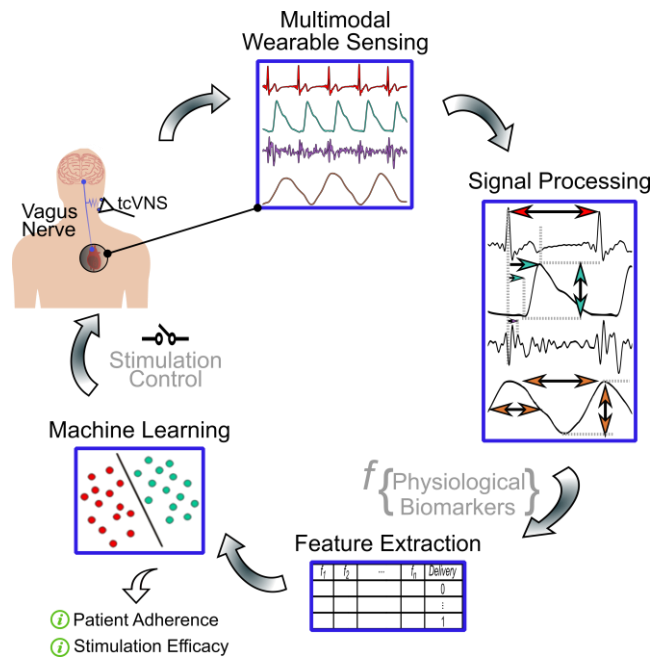 Multimodal
Wearable Sensing
Signal Processing
tcVNS
Vagus
Nerve
Stimulation
Control
Machine Learning
f { Physiological
Biomarkers }
Feature Extraction
f1 f2 ... fn Delivery
0
⋮
1
i Patient Adherence
i Stimulation Efficacy